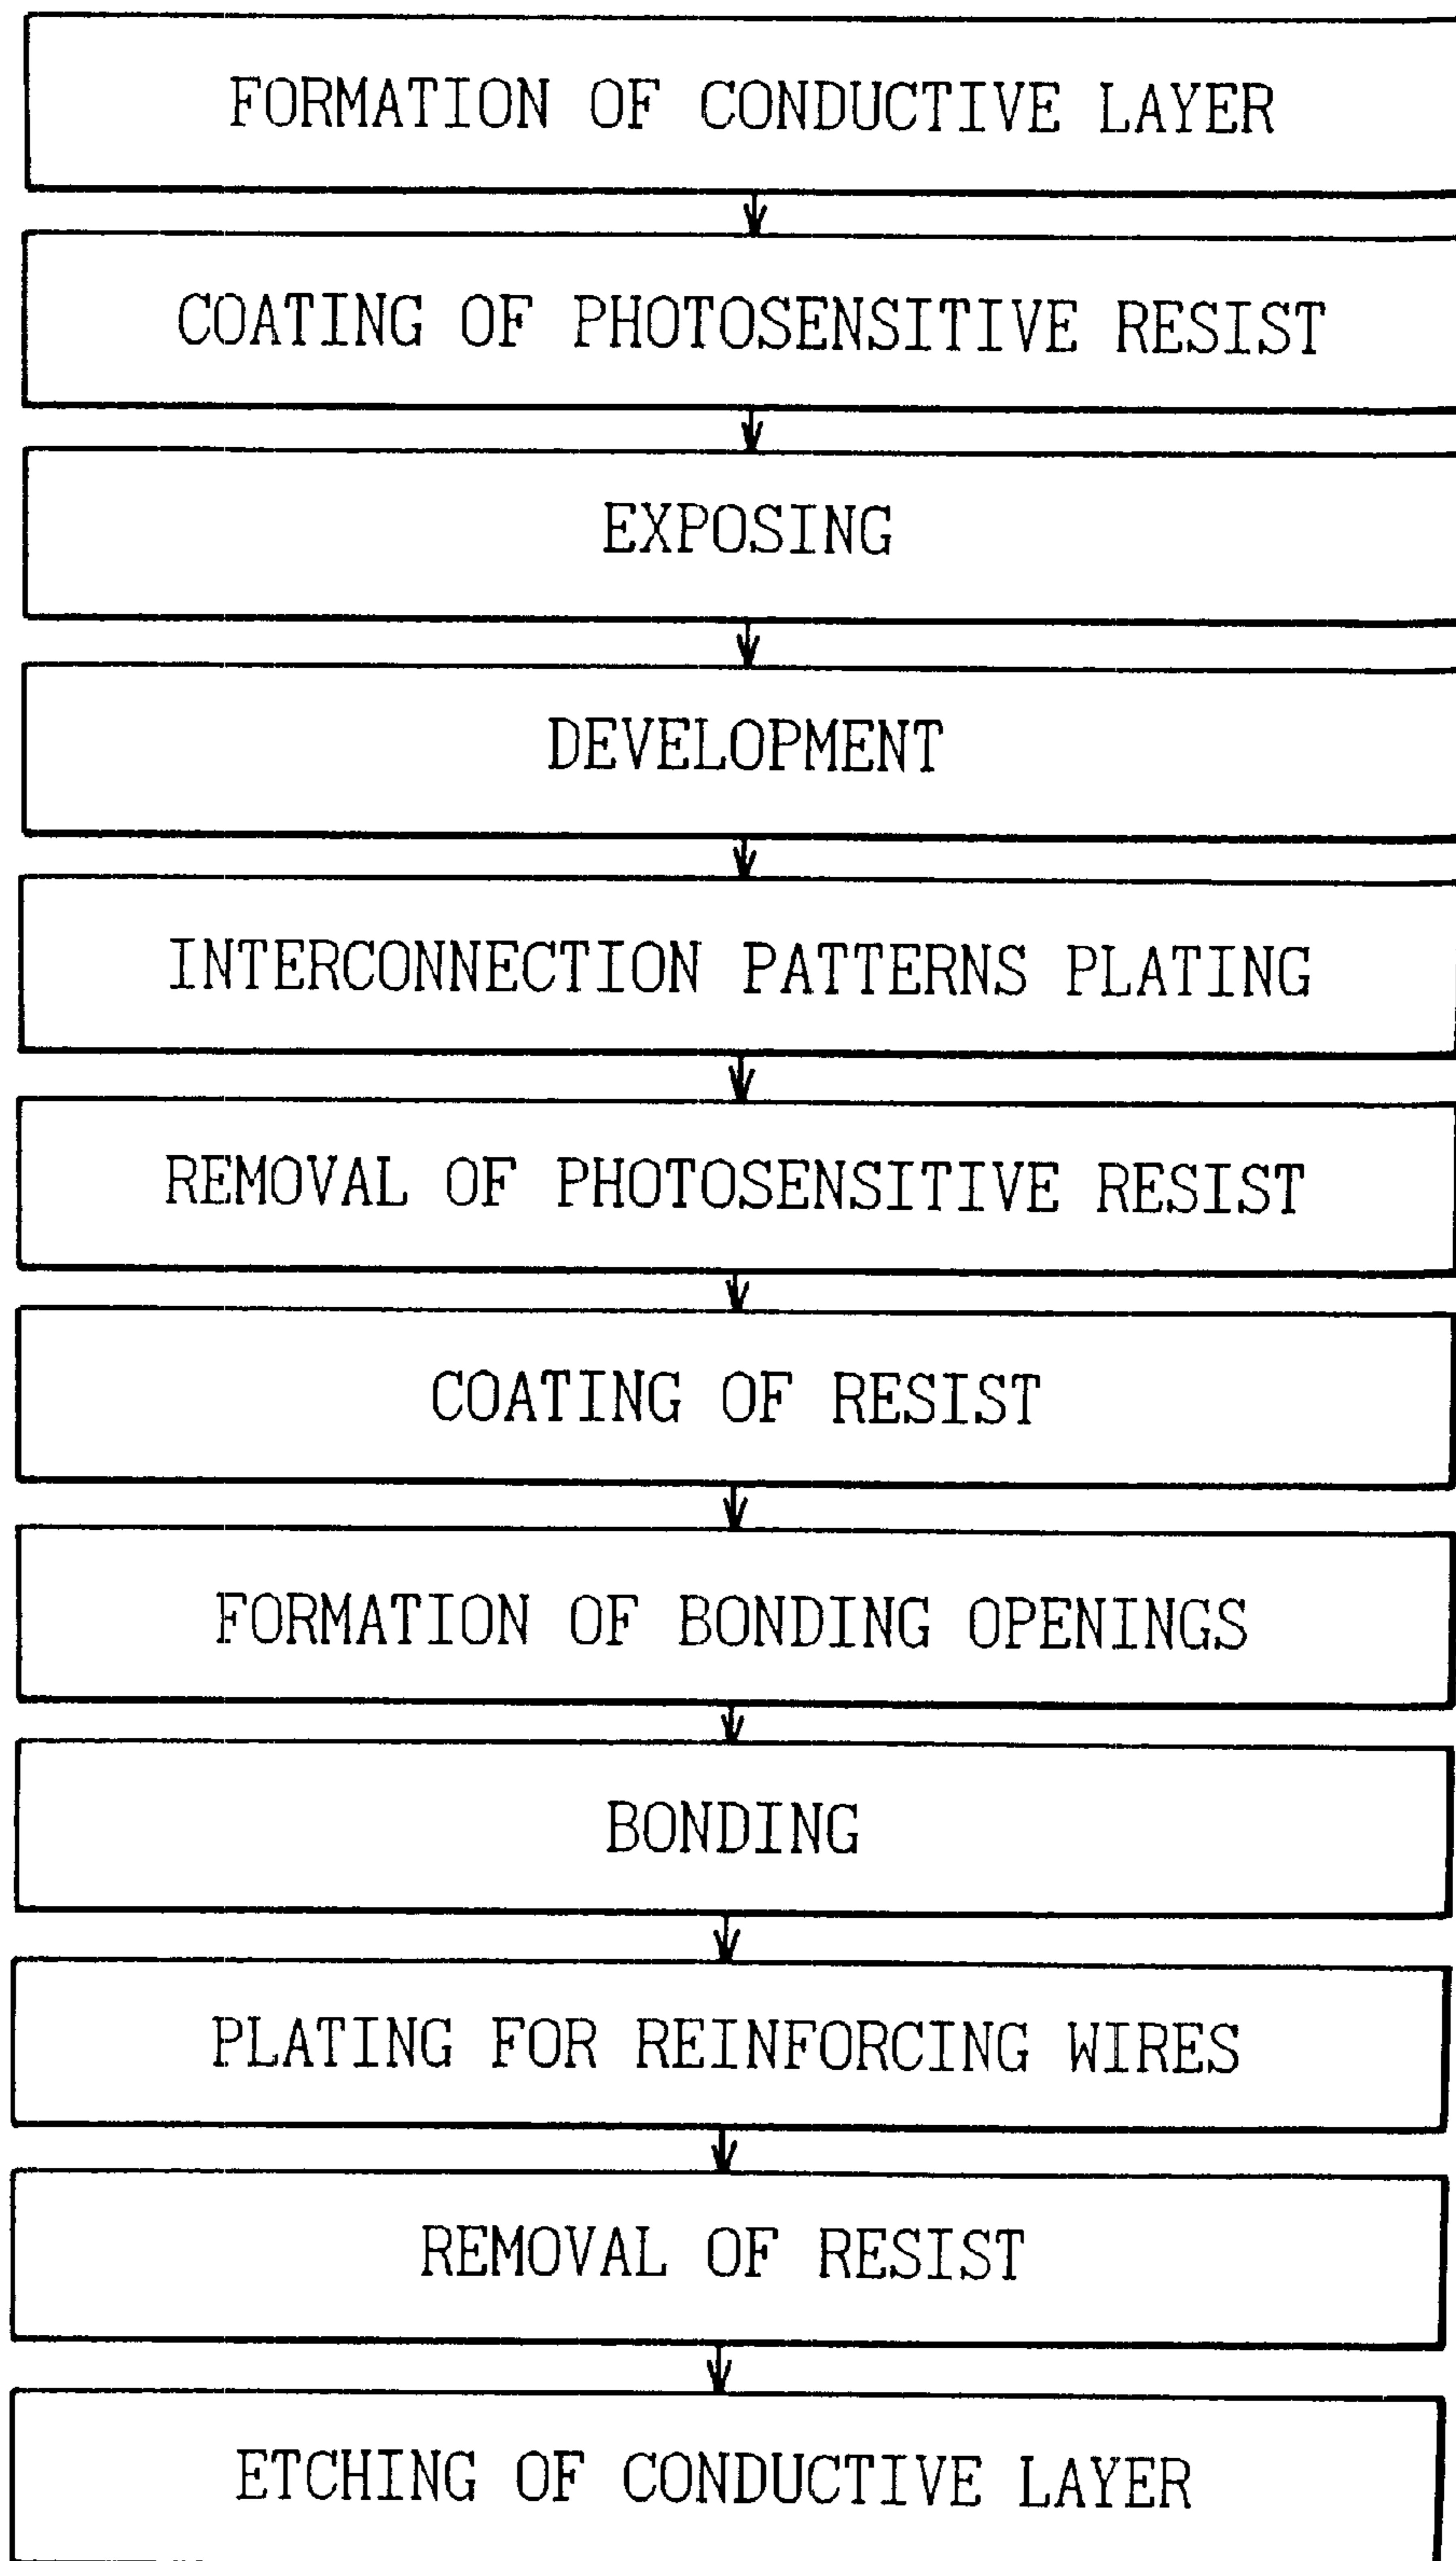 FORMATION OF CONDUCTIVE LAYER
COATING OF PHOTOSENSITIVE RESIST
EXPOSING
DEVELOPMENT
INTERCONNECTION PATTERNS PLATING
REMOVAL OF PHOTOSENSITIVE RESIST
COATING OF RESIST
FORMATION OF BONDING OPENINGS
BONDING
PLATING FOR REINFORCING WIRES
REMOVAL OF RESIST
ETCHING OF CONDUCTIVE LAYER